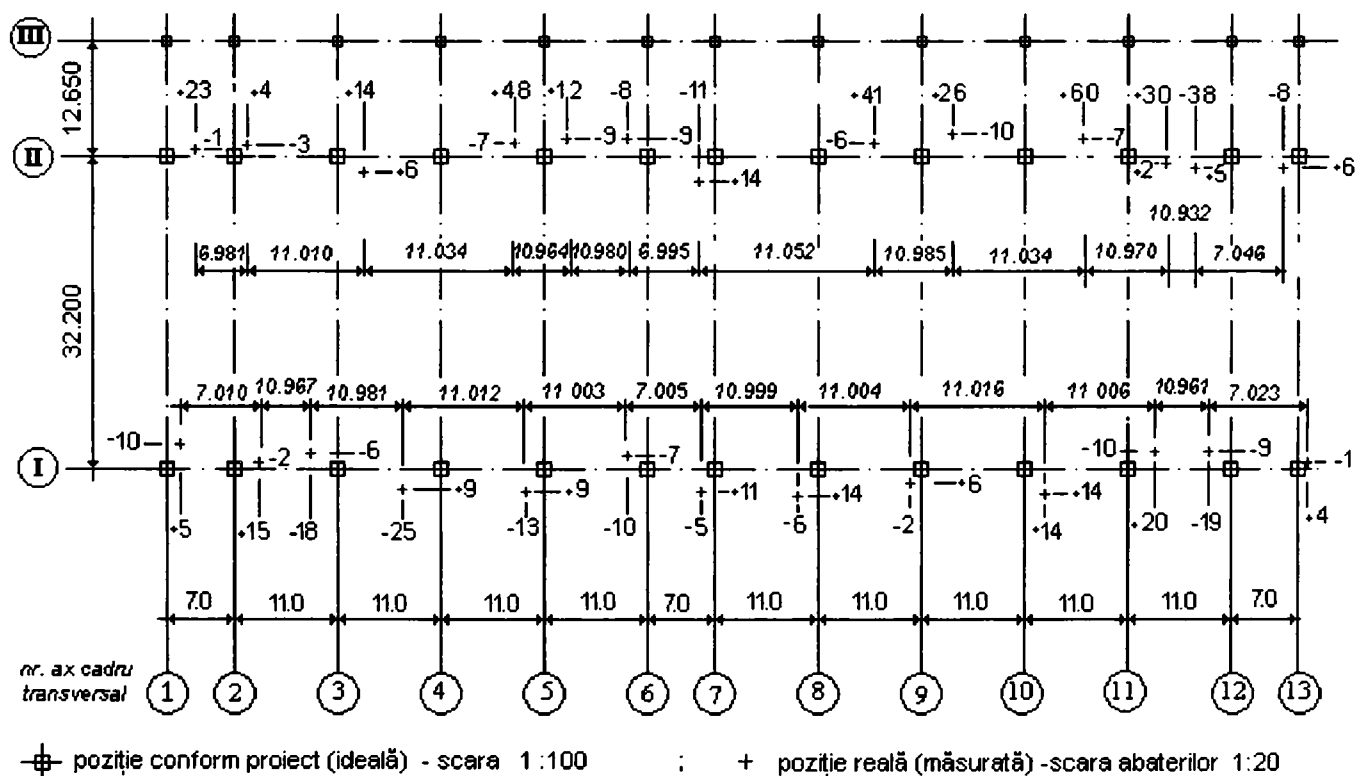 III
12.650
+23 +4 +14 +48 +12 -8 -11 +41 +26 +60 +30 -38 -8
II
-1 -3 +6 -7 -9 -9 +14 -6 -10 -7 +2 +5 +6
10.932
6.981 11.010 11.034 10.964 10.980 6.995 11.052 10.985 11.034 10.970 7.046
32.200
7.010 10.967 10.981 11.012 11 003 7.005 10.999 11.004 11.016 11 006 10.961 7.023
I
-10 -2 -6 +9 +9 -7 +11 +14 +6 +14 -10 -9 -1
+5 +15 -18 -25 -13 -10 -5 -6 -2 +14 +20 -19 +4
7.0 11.0 11.0 11.0 11.0 7.0 11.0 11.0 11.0 11.0 11.0 7.0
nr. ax cadru
transversal
1 2 3 4 5 6 7 8 9 10 11 12 13
poziție conform proiect (ideală) - scara 1 :100 ; + poziție reală (măsurată) -scara abaterilor 1:20